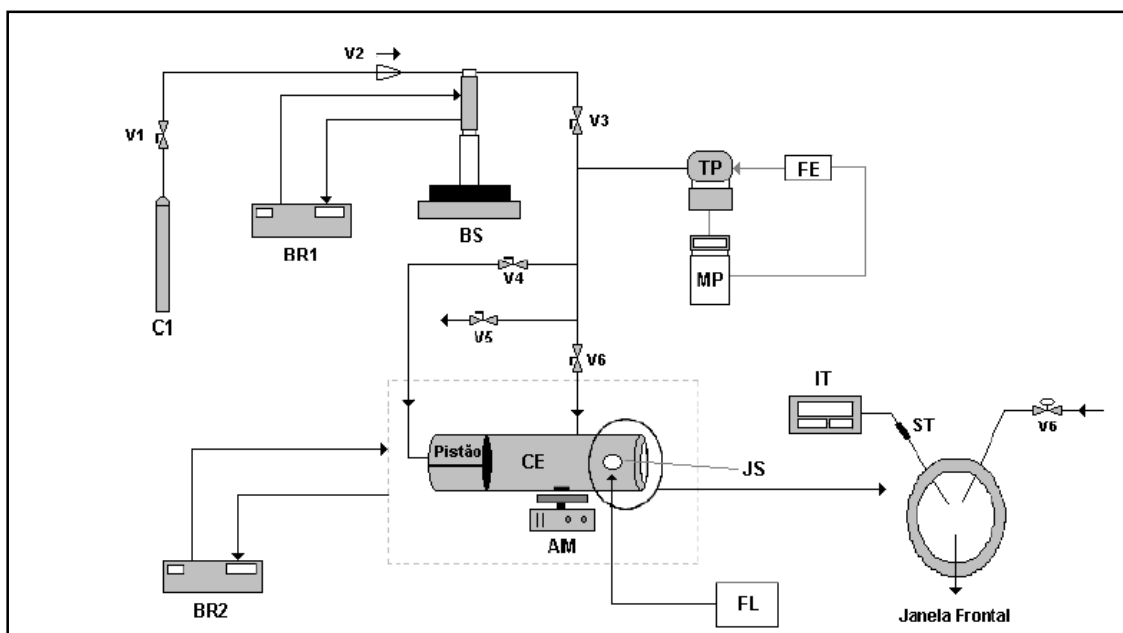 V2
V1
V3
TP
FE
BR1
BS
MP
V4
C1
V5
V6
IT
ST
V6
Pistão
CE
JS
AM
BR2
FL
Janela Frontal